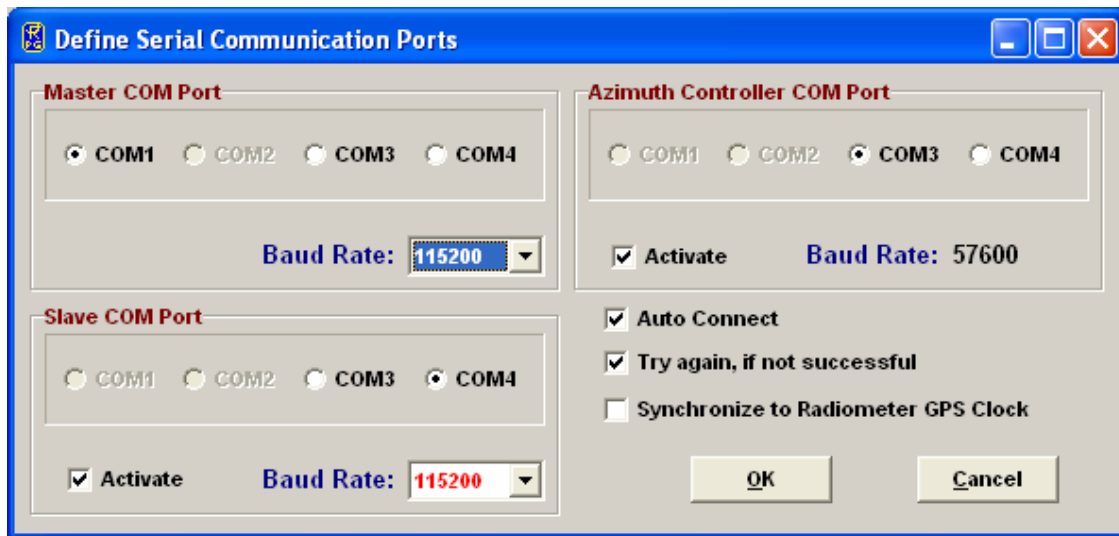 Define Serial Communication Ports
Master COM Port
COM1 COM2 COM3 COM4
Baud Rate: 115200
Slave COM Port
COM1 COM2 COM3 COM4
Activate Baud Rate: 115200
Azimuth Controller COM Port
COM1 COM2 COM3 COM4
Activate Baud Rate: 57600
Auto Connect
Try again, if not successful
Synchronize to Radiometer GPS Clock
OK Cancel